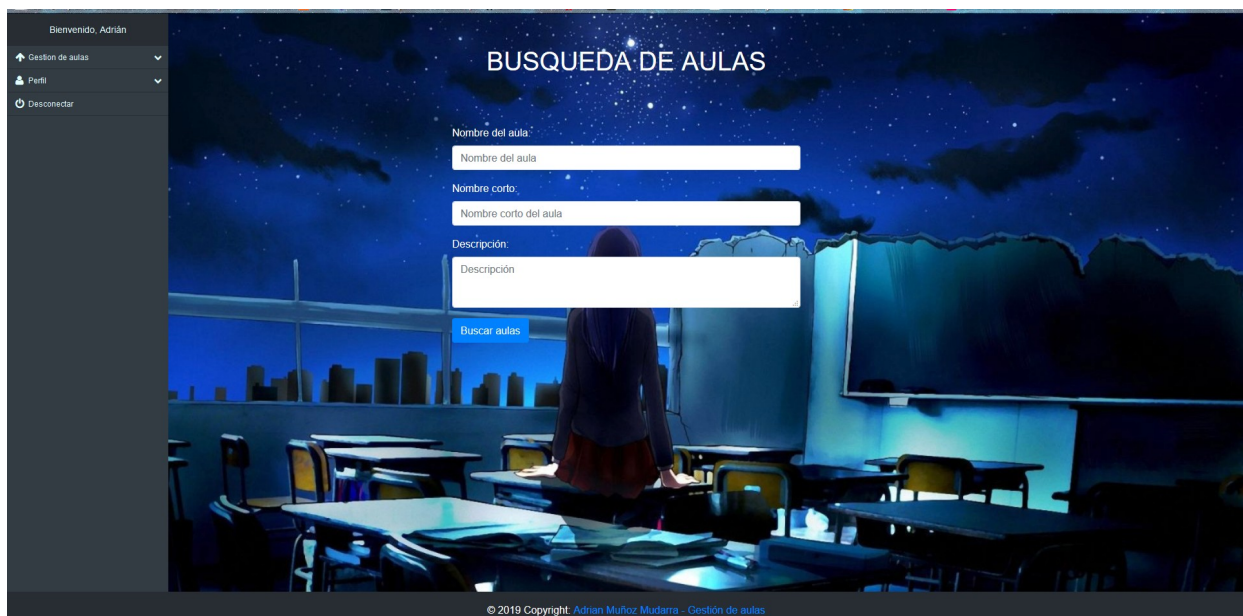 Bienvenido, Adrián
Gestion de aulas
Perfil
Desconectar
BUSQUEDA DE AULAS
Nombre del aula:
Nombre del aula
Nombre corto:
Nombre corto del aula
Descripción:
Descripción
Buscar aulas
© 2019 Copyright: Adrian Muñoz Mudarra - Gestión de aulas